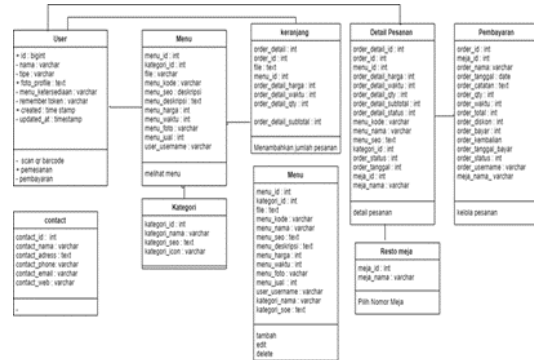 User
+ id : bigint
- nama : varchar
- tipe : varchar
+ foto_profile : text
- menu_ketersediaan : varchar
- remember token : varchar
+ created : time stamp
- updated_at : timestamp
- scan qr barcode
+ pemesanan
- pembayaran
Menu
menu_id : int
kategori_id : int
file : varchar
menu_kode : varchar
menu_seo : deskripsi
menu_deskripsi : text
menu_harga : int
menu_waktu : int
menu_foto : varchar
menu_jual : int
user_username : varchar
melihat menu
keranjang
order_detail : int
order_id : int
file : text
menu_id : int
order_detail_harga : int
order_detail_waktu : int
order_detail_qty : int
order_detail_subtotal : int
Menambahkan jumlah pesanan
Detail Pesanan
order_detail_id : int
order_id : int
menu_id : int
order_detail_harga : int
order_detail_waktu : int
order_detail_qty : int
order_detail_subtotal : int
order_detail_status : int
menu_kode : varchar
menu_nama : varchar
menu_seo : text
kategori_id : int
order_status : int
order_tanggal : int
meja_id : int
meja_nama : varchar
detail pesanan
Pembayaran
order_id : int
meja_id : int
order_nama : varchar
order_tanggal : date
order_catatan : text
order_qty : int
order_waktu : int
order_total : int
order_diskon : int
order_bayar : int
order_kembalian
order_tanggal_bayar
order_status : int
order_username : varchar
meja_nama_varchar
kelola pesanan
contact
contact_id : int
contact_nama : varchar
contact_adress : text
contact_phone : varchar
contact_email : varchar
contact_web : varchar
-
Kategori
kategori_id : int
kategori_nama : varchar
kategori_seo : text
kategori_icon : varchar
Menu
menu_id : int
kategori_id : int
file : text
menu_kode : varchar
menu_nama : varchar
menu_seo : text
menu_deskripsi : text
menu_harga : int
menu_waktu : int
menu_foto : varchar
menu_jual : int
user_username : varchar
kategori_nama : varchar
kategori_soe : text
tambah
edit
delete
Resto meja
meja_id : int
meja_nama : varchar
Pilih Nomor Meja